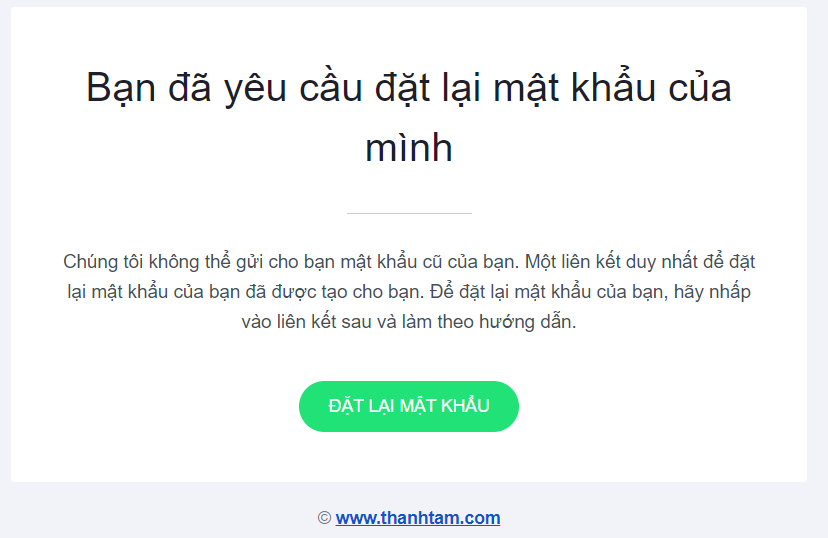 Bạn đã yêu cầu đặt lại mật khẩu của
mình
Chúng tôi không thể gửi cho bạn mật khẩu cũ của bạn. Một liên kết duy nhất để đặt
lại mật khẩu của bạn đã được tạo cho bạn. Để đặt lại mật khẩu của bạn, hãy nhấp
vào liên kết sau và làm theo hướng dẫn.
ĐẶT LẠI MẬT KHẨU
© www.thanhtam.com